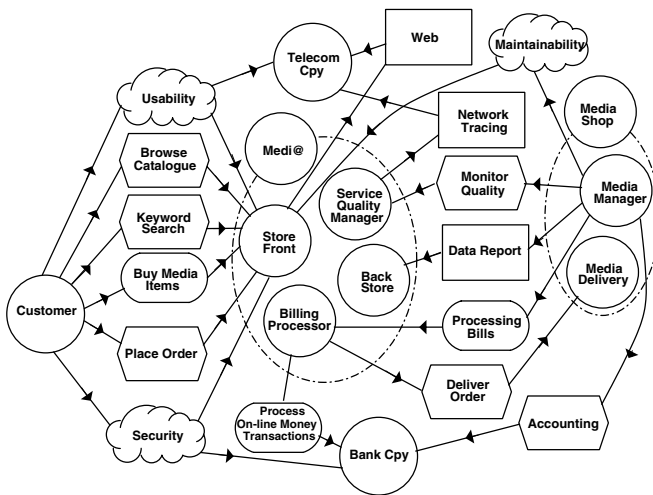 Web
Telecom
Cpy
Maintainability
Usability
Media
Shop
Network
Tracing
Browse
Catalogue
Medi@
Monitor
Quality
Service
Quality
Manager
Media
Manager
Keyword
Search
Store
Front
Data Report
Back
Store
Media
Delivery
Buy Media
Items
Customer
Billing
Processor
Processing
Bills
Place Order
Deliver
Order
Process
On-line Money
Transactions
Security
Bank Cpy
Accounting